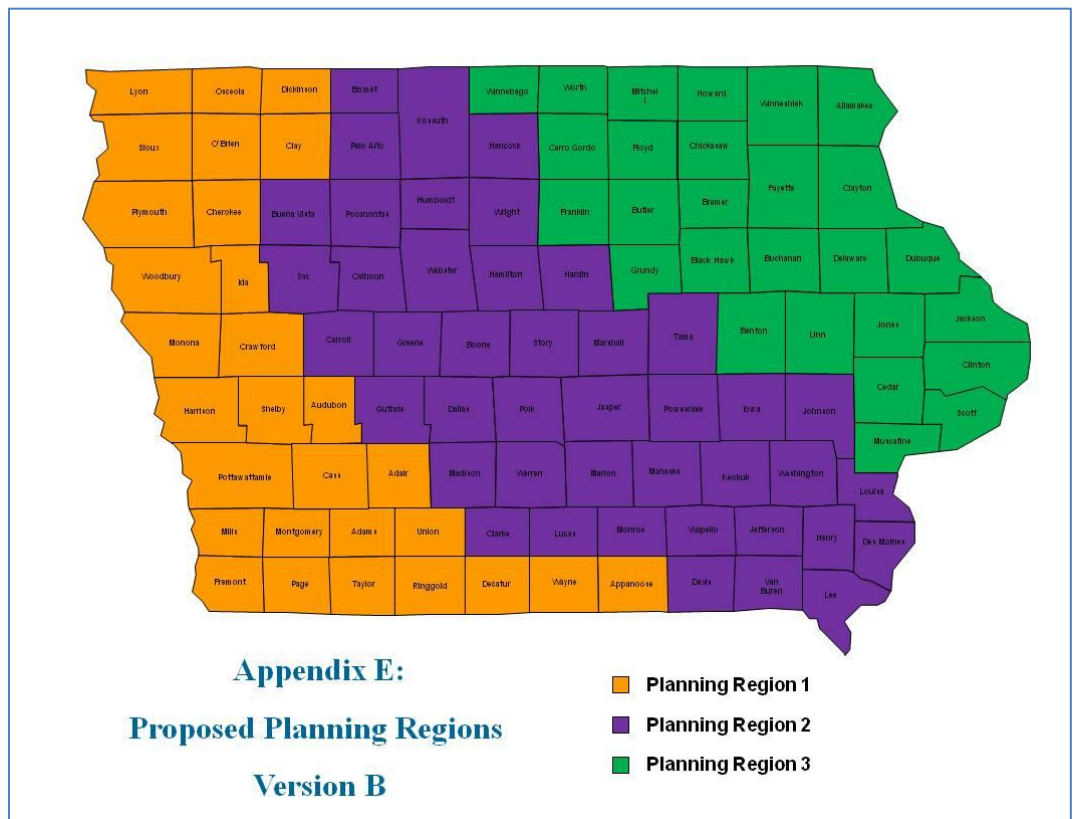 Lyon Osceola Dickinson Emmet Kossuth Winnebago Worth Mitchel
l Howard Winneshiek Allamakee
Sioux O'Brien Clay Palo Alto Hancock Cerro Gordo Floyd Chickasaw
Plymouth Cherokee Buena Vista Pocahontas Humboldt Wright Franklin Butler Bremer Fayette Clayton
Woodbury Ida Sac Calhoun Webster Hamilton Hardin Grundy Black Hawk Buchanan Delaware Dubuque
Monona Crawford Carroll Greene Boone Story Marshall Tama Benton Linn Jones Jackson
Clinton
Harrison Shelby Audubon Guthrie Dallas Polk Jasper Poweshiek Iowa Johnson Cedar Scott
Muscatine
Pottawattamie Cass Adair Madison Warren Marion Mahaska Keokuk Washington Louisa
Mills Montgomery Adams Union Clarke Lucas Monroe Wapello Jefferson Henry Des Moines
Fremont Page Taylor Ringgold Decatur Wayne Appanoose Davis Van
Buren Lee
Appendix E:
Proposed Planning Regions
Version B
Planning Region 1
Planning Region 2
Planning Region 3